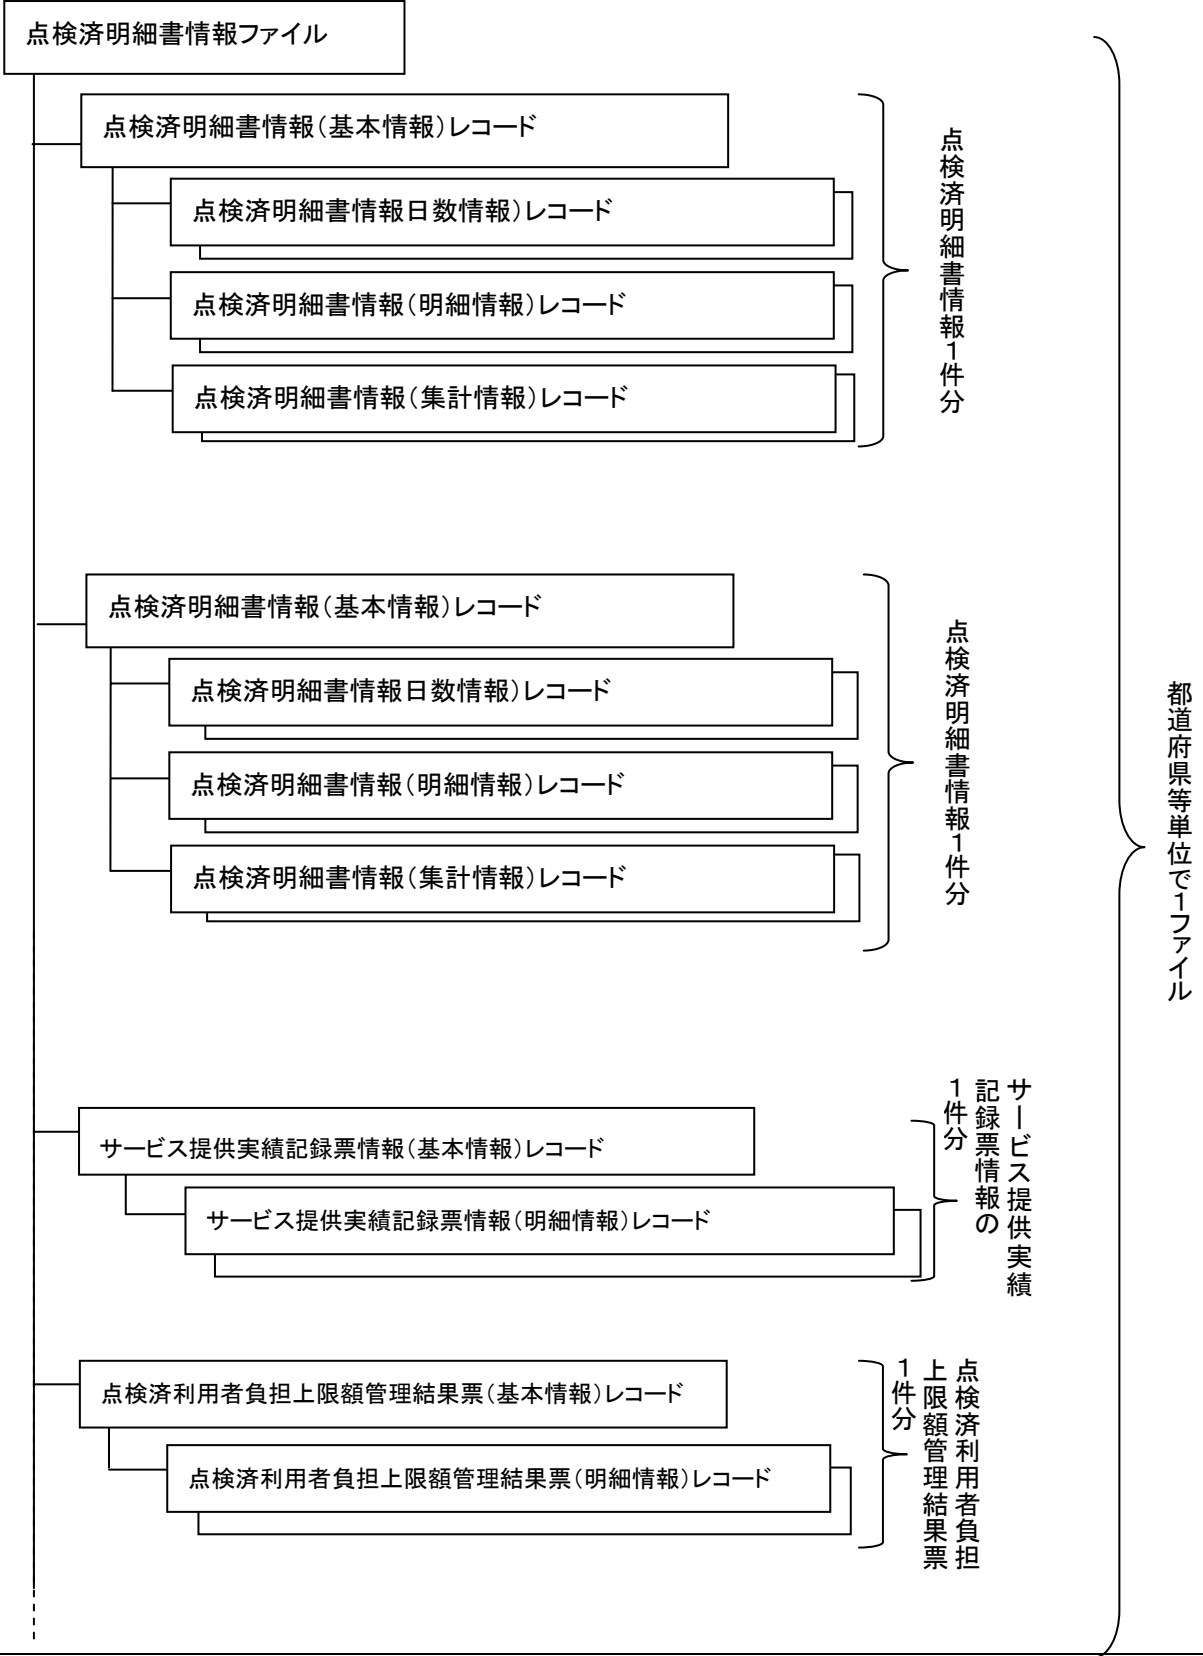 点検済明細書情報ファイル
点検済明細書情報（基本情報）レコード
点検済明細書情報日数情報）レコード
点検済明細書情報（明細情報）レコード
点検済明細書情報（集計情報）レコード
点検済明細書情報１件分
点検済明細書情報（基本情報）レコード
点検済明細書情報日数情報）レコード
点検済明細書情報（明細情報）レコード
点検済明細書情報（集計情報）レコード
点検済明細書情報１件分
サービス提供実績記録票情報（基本情報）レコード
サービス提供実績記録票情報（明細情報）レコード
サービス提供実績
記録票情報の
１件分
点検済利用者負担上限額管理結果票（基本情報）レコード
点検済利用者負担上限額管理結果票（明細情報）レコード
点検済利用者負担
上限額管理結果票
１件分
都道府県等単位で１ファイル